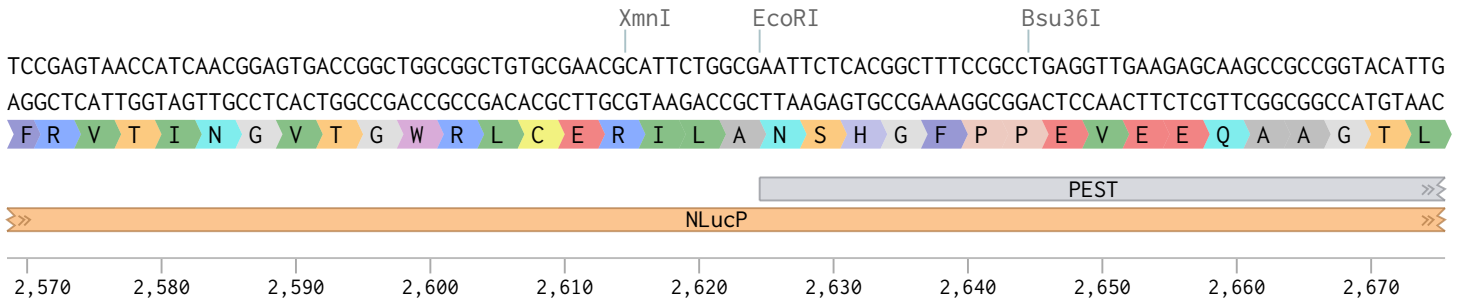 XmnI EcoRI Bsu36I
TCCGAGTAACCATCAACGGAGTGACCGGCTGGCGGCTGTGCGAACGCATTCTGGCGAATTCTCACGGCTTTCCGCCTGAGGTTGAAGAGCAAGCCGCCGGTACATTG
AGGCTCATTGGTAGTTGCCTCACTGGCCGACCGCCGACACGCTTGCGTAAGACCGCTTAAGAGTGCCGAAAGGCGGACTCCAACTTCTCGTTCGGCGGCCATGTAAC
F R V T I N G V T G W R L C E R I L A N S H G F P P E V E E Q A A G T L
PEST
NLucP
2,570 2,580 2,590 2,600 2,610 2,620 2,630 2,640 2,650 2,660 2,670